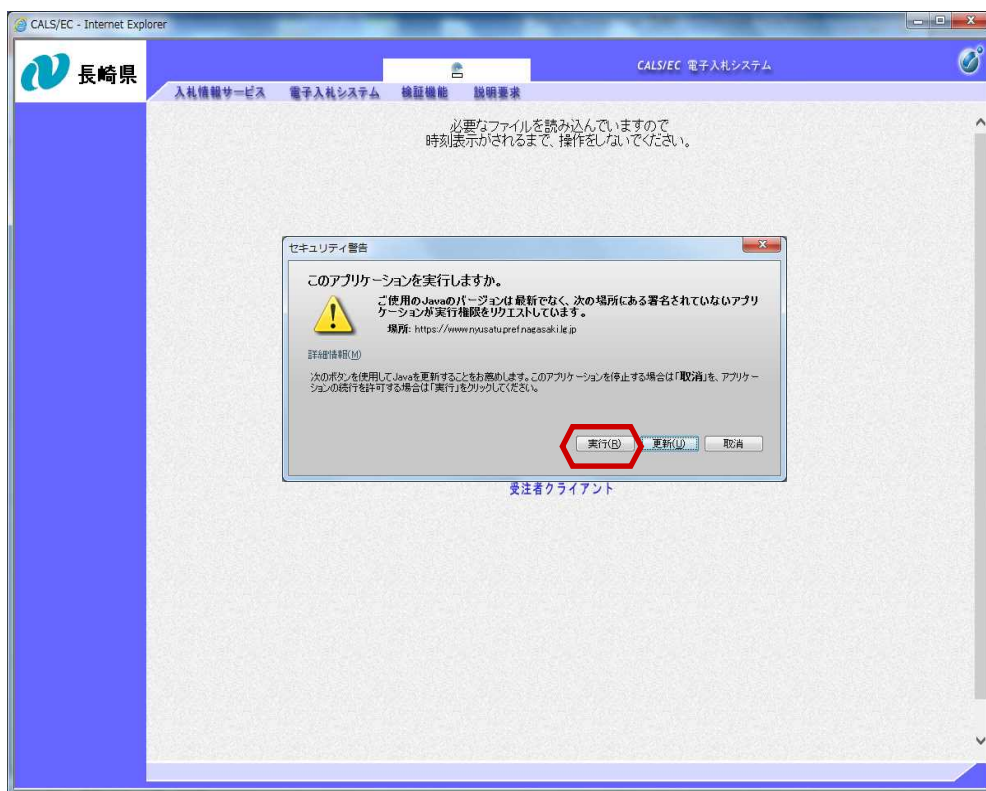 CALS/EC - Internet Explorer
長崎県
CALS/EC 電子入札システム
入札情報サービス 電子入札システム 検証機能 説明要求
必要なファイルを読み込んでいますので
時刻表示がされるまで、操作をしないでください。
セキュリティ警告
このアプリケーションを実行しますか。
ご使用のJavaのバージョンは最新でなく、次の場所にある署名されていないアプリ
ケーションが実行権限をリクエストしています。
場所: https://www.nyusatu.pref.nagasaki.lg.jp
詳細情報(M)
次のボタンを使用してJavaを更新することをお薦めします。このアプリケーションを停止する場合は「取消」を、アプリケー
ションの続行を許可する場合は「実行」をクリックしてください。
実行(R) 更新(U) 取消
受注者クライアント